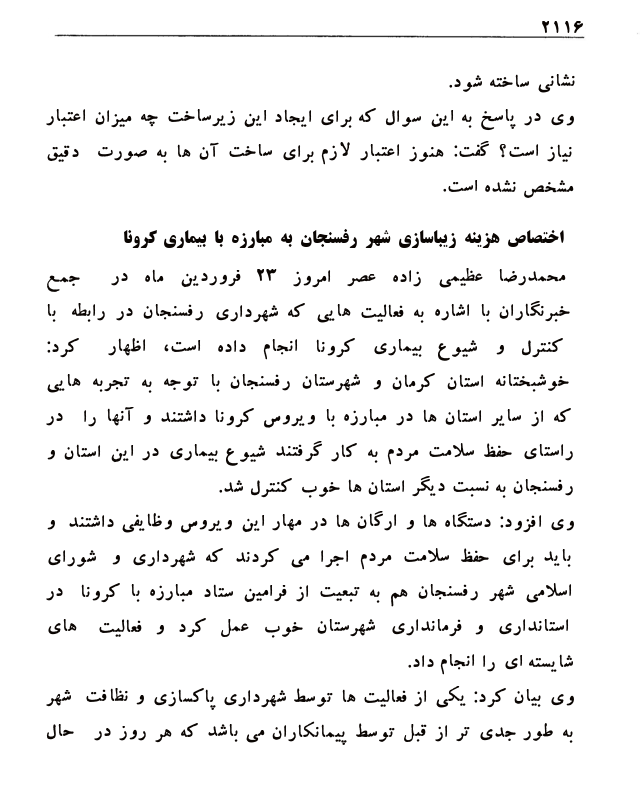 ۲۱۱۶
نشانی ساخته شود.
وی در پاسخ به این سوال که برای ایجاد این زیرساخت چه میزان اعتبار
نیاز است؟ گفت: هنوز اعتبار لازم برای ساخت آن ها به صورت دقیق
مشخص نشده است.
اختصاص هزینه زیباسازی شهر رفسنجان به مبارزه با بیماری کرونا
محمدرضا عظیمی زاده عصر امروز ۲۳ فروردین ماه در جمع
خبرنگاران با اشاره به فعالیت هایی که شهرداری رفسنجان در رابطه با
کنترل و شیوع بیماری کرونا انجام داده است، اظهار کرد:
خوشبختانه استان کرمان و شهرستان رفسنجان با توجه به تجربه هایی
که از سایر استان ها در مبارزه با ویروس کرونا داشتند و آنها را در
راستای حفظ سلامت مردم به کار گرفتند شیوع بیماری در این استان و
رفسنجان به نسبت دیگر استان ها خوب کنترل شد.
وی افزود: دستگاه ها و ارگان ها در مهار این ویروس وظایفی داشتند و
باید برای حفظ سلامت مردم اجرا می کردند که شهرداری و شورای
اسلامی شهر رفسنجان هم به تبعیت از فرامین ستاد مبارزه با کرونا در
استانداری و فرمانداری شهرستان خوب عمل کرد و فعالیت های
شایسته ای را انجام داد.
وی بیان کرد: یکی از فعالیت ها توسط شهرداری پاکسازی و نظافت شهر
به طور جدی تر از قبل توسط پیمانکاران می باشد که هر روز در حال